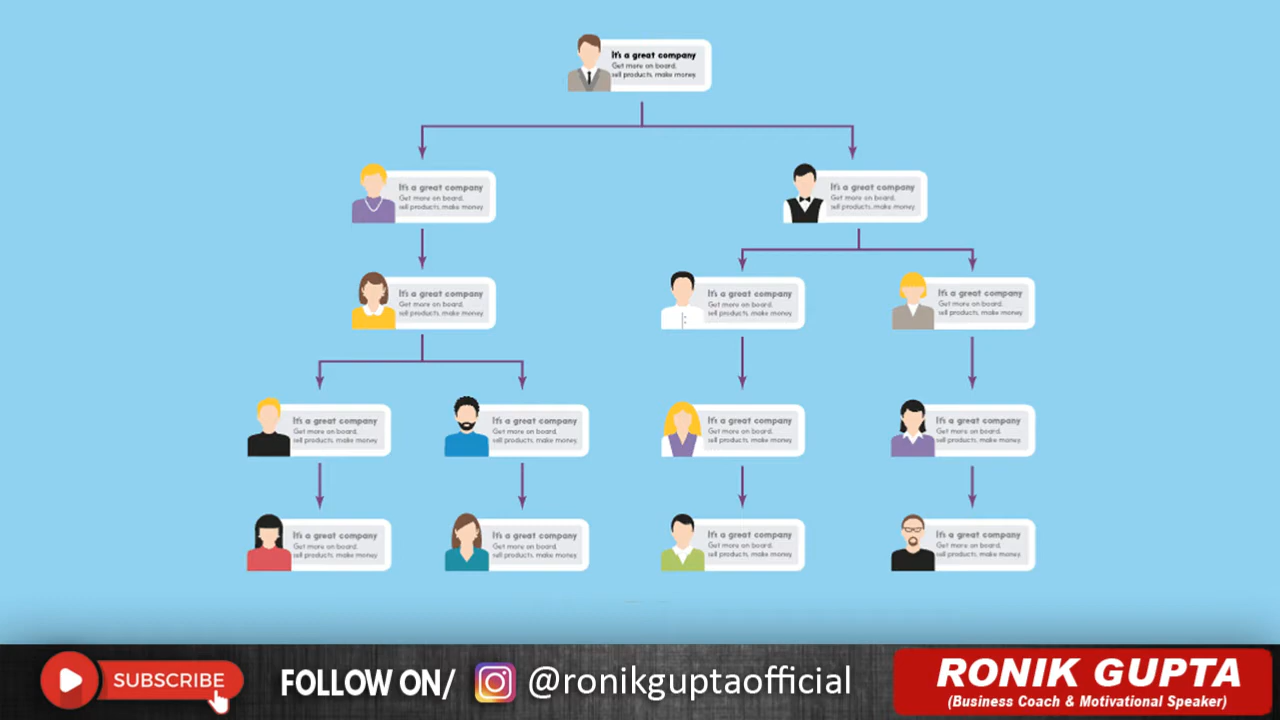 It's a great company
Get more on board,
sell products, make money.
It's a great company
Get more on board,
sell products, make money.
It's a great company
Get more on board,
sell products, make money.
It's a great company
Get more on board,
sell products, make money.
It's a great company
Get more on board,
sell products, make money.
It's a great company
Get more on board,
sell products, make money.
It's a great company
Get more on board,
sell products, make money.
It's a great company
Get more on board,
sell products, make money.
It's a great company
Get more on board,
sell products, make money.
It's a great company
Get more on board,
sell products, make money.
It's a great company
Get more on board,
sell products, make money.
It's a great company
Get more on board,
sell products, make money.
It's a great company
Get more on board,
sell products, make money.
It's a great company
Get more on board,
sell products, make money.
SUBSCRIBE
FOLLOW ON/
@ronikguptaofficial
RONIK GUPTA
(Business Coach & Motivational Speaker)